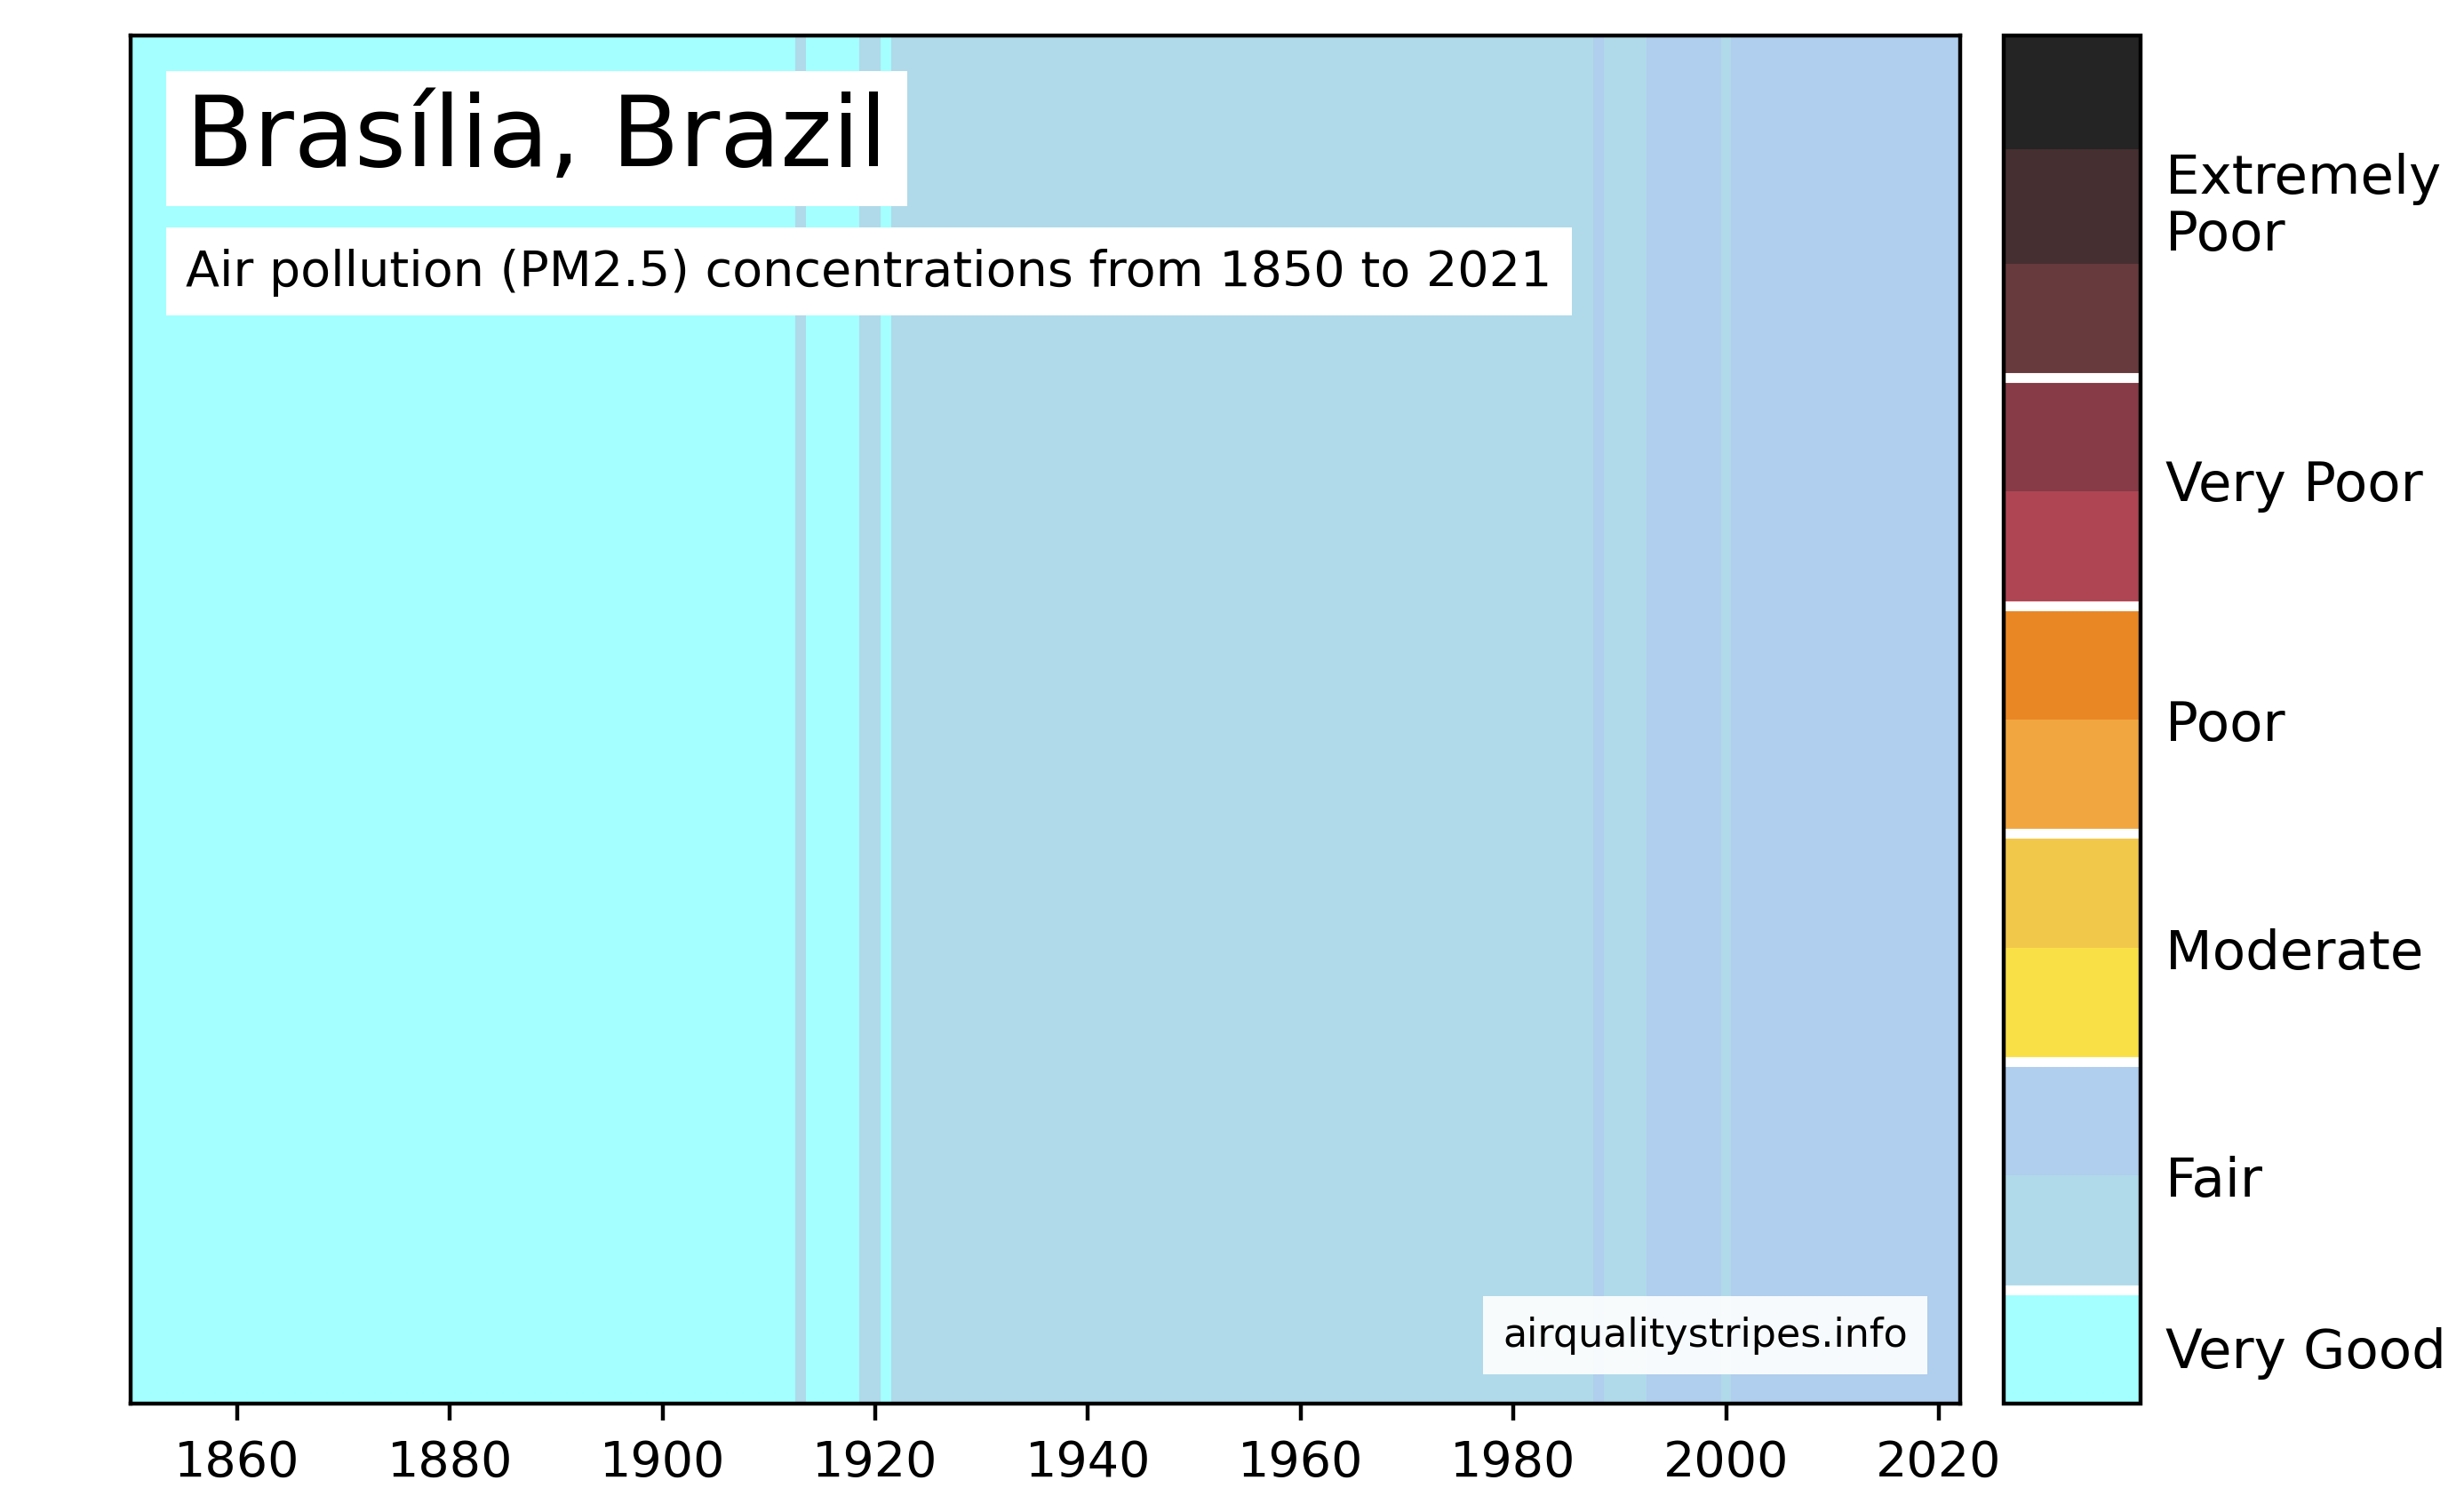 Brasília, Brazil
Air pollution (PM2.5) concentrations from 1850 to 2021
airqualitystripes.info
1860 1880 1900 1920 1940 1960 1980 2000 2020
Extremely
Poor
Very Poor
Poor
Moderate
Fair
Very Good